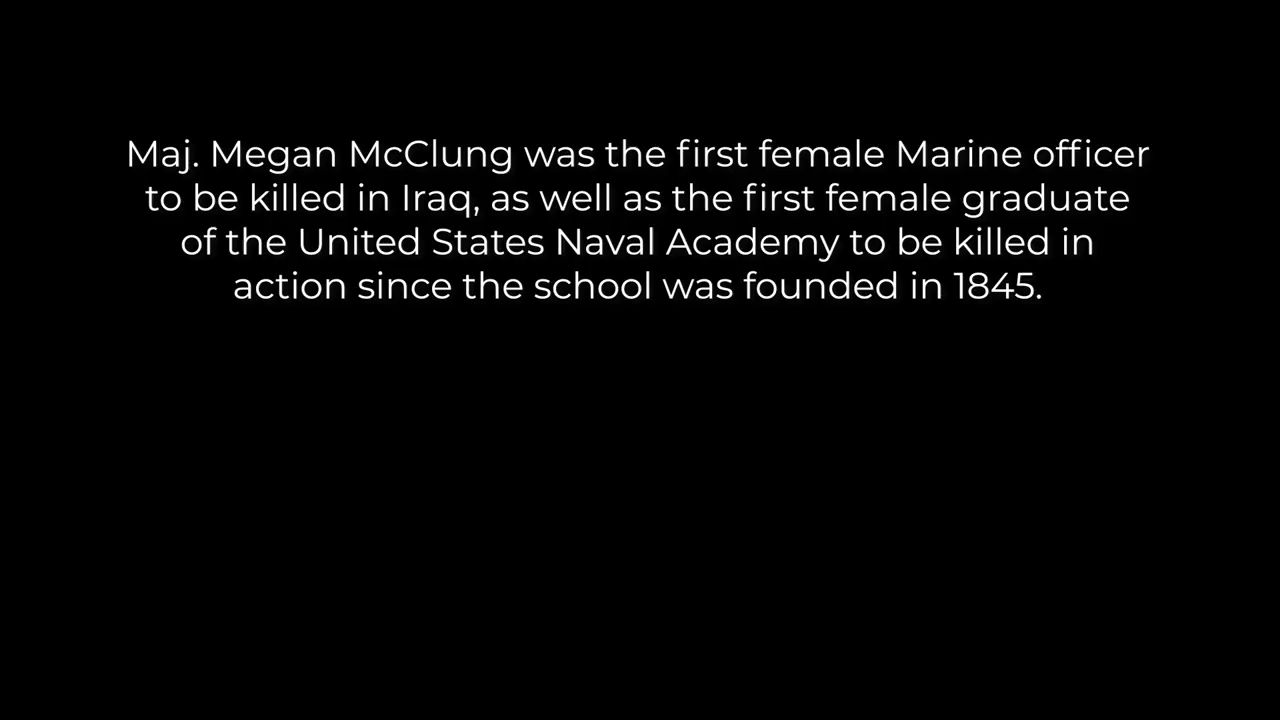 Maj. Megan McClung was the first female Marine officer
to be killed in Iraq, as well as the first female graduate
of the United States Naval Academy to be killed in
action since the school was founded in 1845.